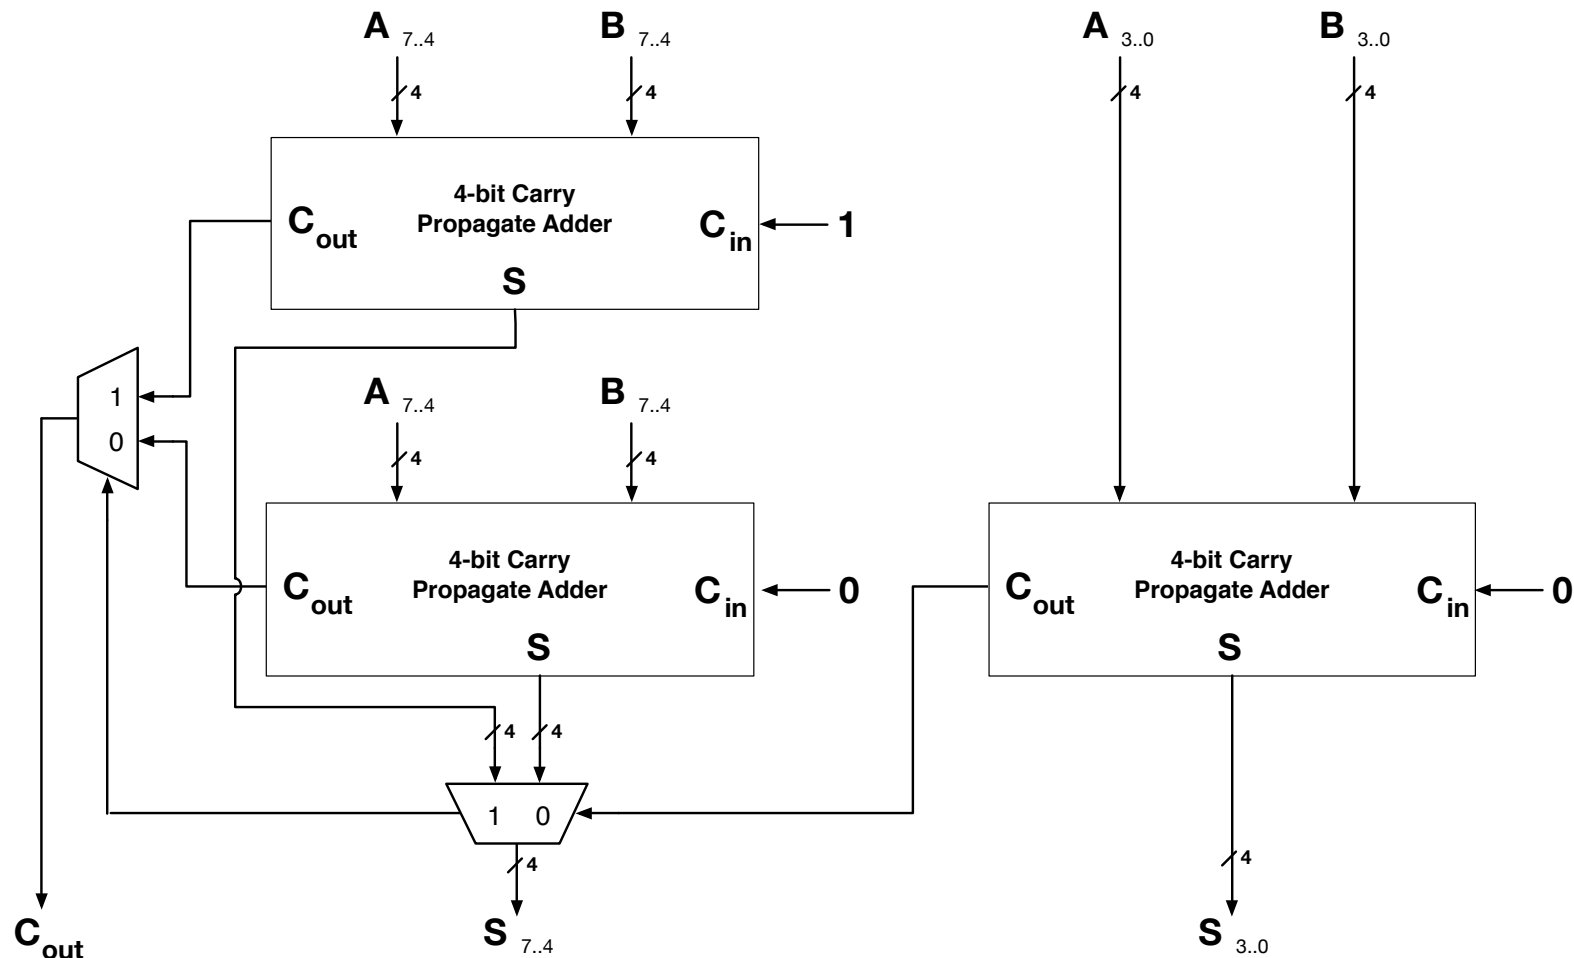 A 7..4 B 7..4 A 3..0 B 3..0
4 4 4 4
4-bit Carry
Propagate Adder
C out C in 1
S
A 7..4 B 7..4
1
0
4 4
4-bit Carry 4-bit Carry
Propagate Adder Propagate Adder
C out C in 0 C out C in 0
S S
4 4
1 0
4 4
C out S 7..4 S 3..0